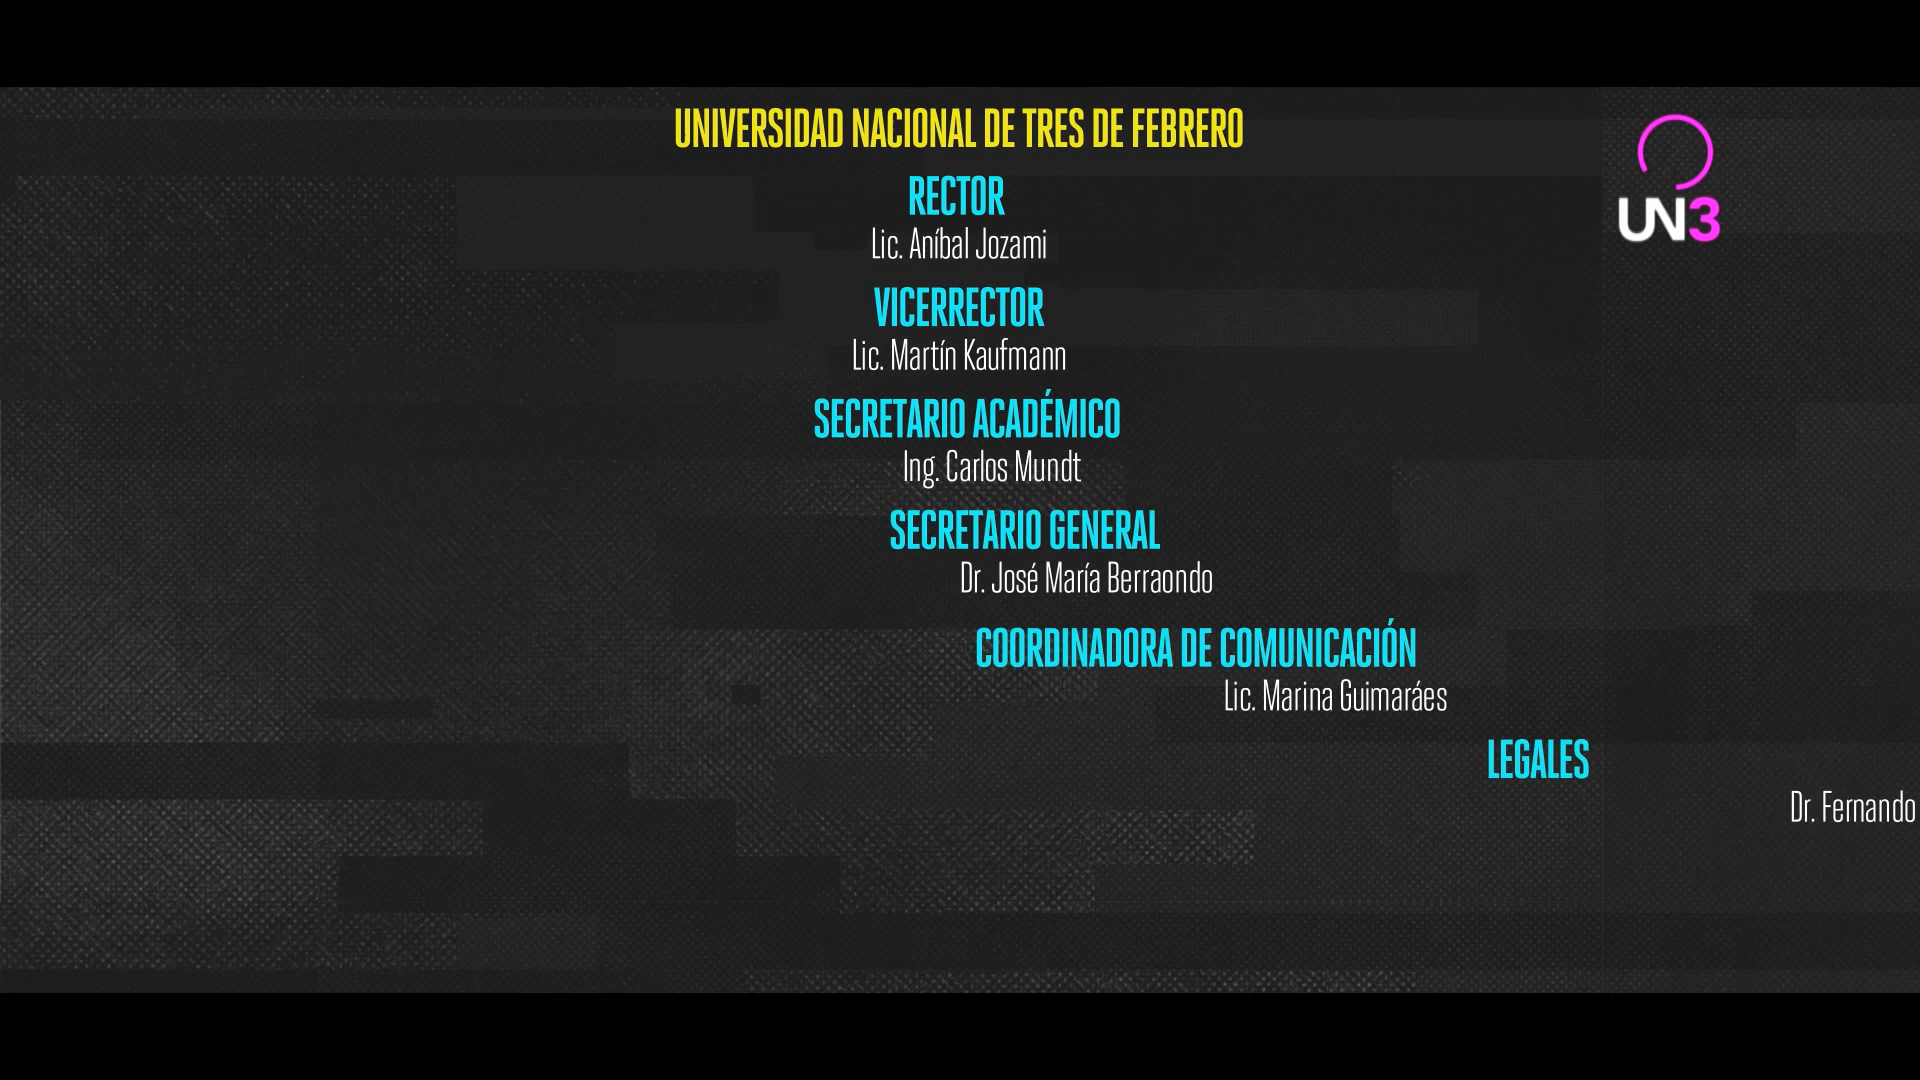 UNIVERSIDAD NACIONAL DE TRES DE FEBRERO
UN3
RECTOR
Lic. Aníbal Jozami
VICERRECTOR
Lic. Martín Kaufmann
SECRETARIO ACADÉMICO
Ing. Carlos Mundt
SECRETARIO GENERAL
Dr. José María Berraondo
COORDINADORA DE COMUNICACIÓN
Lic. Marina Guimaráes
LEGALES
Dr. Fernando